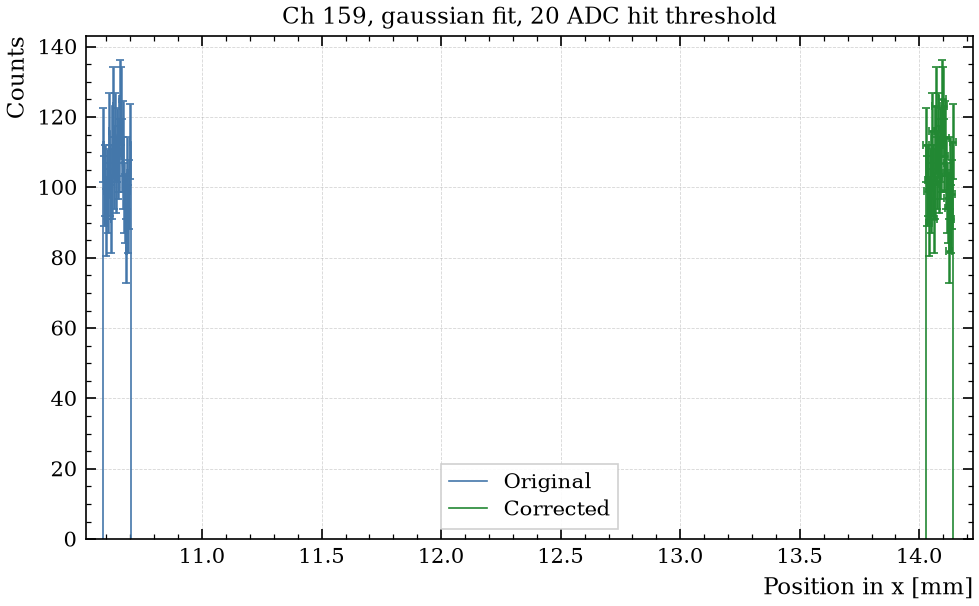 Ch 159, gaussian fit, 20 ADC hit threshold
Counts
140
120
100
80
60
40
20
0
Original
Corrected
11.0 11.5 12.0 12.5 13.0 13.5 14.0
Position in x [mm]